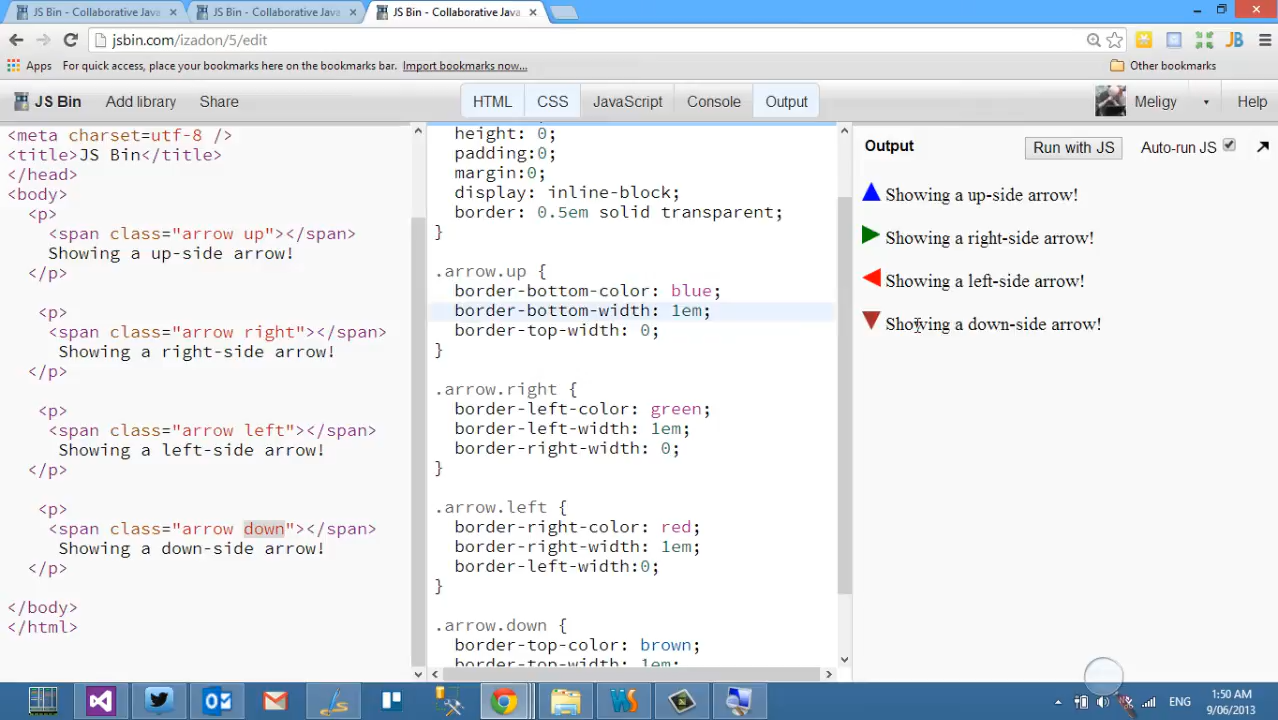 JS Bin - Collaborative Java
JS Bin - Collaborative Java
JS Bin - Collaborative Java
jsbin.com/izadon/5/edit
JB
Apps
For quick access, place your bookmarks here on the bookmarks bar. Import bookmarks now...
Other bookmarks
JS Bin
Add library
Share
HTML
CSS
JavaScript
Console
Output
Meligy
Help
<meta charset=utf-8 />
<title>JS Bin</title>
</head>
<body>
<p>
<span class="arrow up"></span>
Showing a up-side arrow!
</p>
<p>
<span class="arrow right"></span>
Showing a right-side arrow!
</p>
<p>
<span class="arrow left"></span>
Showing a left-side arrow!
</p>
<p>
<span class="arrow down"></span>
Showing a down-side arrow!
</p>
</body>
</html>
height: 0;
padding:0;
margin:0;
display: inline-block;
border: 0.5em solid transparent;
}
.arrow.up {
border-bottom-color: blue;
border-bottom-width: 1em;
border-top-width: 0;
}
.arrow.right {
border-left-color: green;
border-left-width: 1em;
border-right-width: 0;
}
.arrow.left {
border-right-color: red;
border-right-width: 1em;
border-left-width:0;
}
.arrow.down {
border-top-color: brown;
border-top-width: 1em;
Output
Run with JS
Auto-run JS
Showing a up-side arrow!
Showing a right-side arrow!
Showing a left-side arrow!
Showing a down-side arrow!
ENG
1:50 AM
9/06/2013